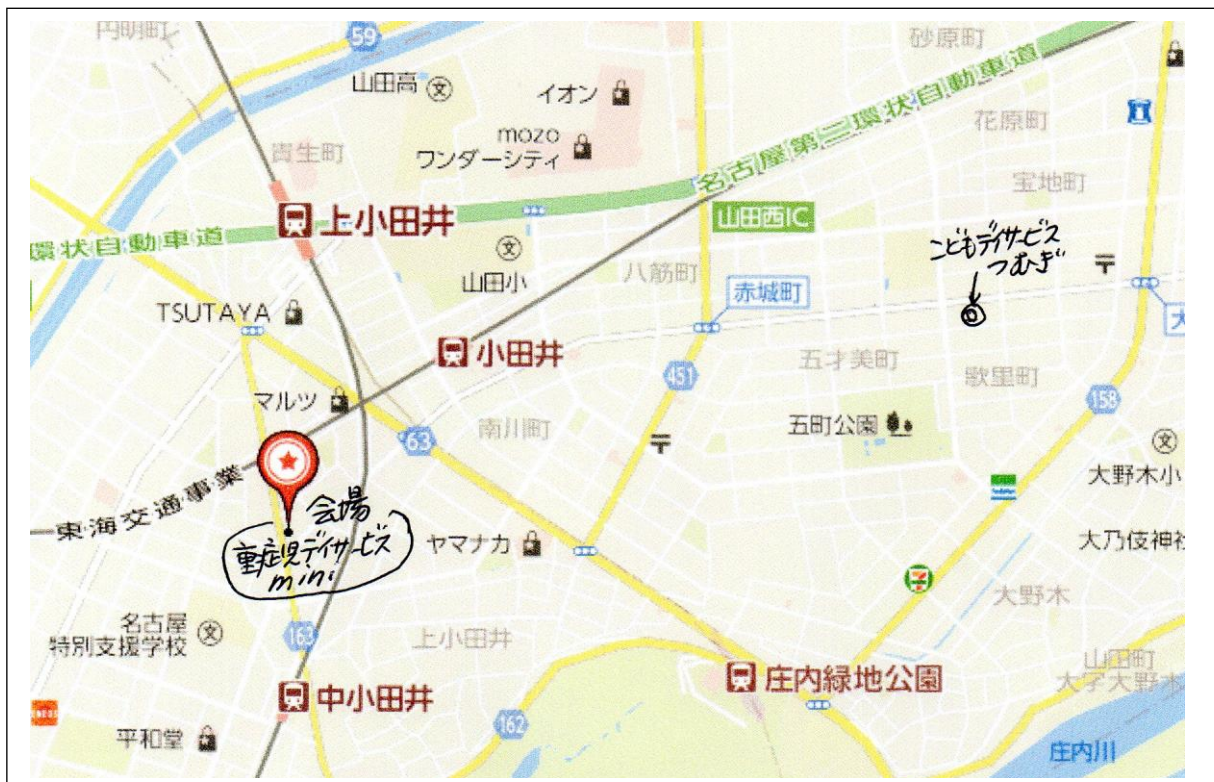 円明町
59
山田高
文
イオン
砂原町
mozo
ワンダーシティ
花原町
貴生町
名古屋第二環状自動車道
宝地町
上小田井
山田西IC
環状自動車道
文
山田小
八筋町
こどもデイサービス
つむぎ
赤城町
TSUTAYA
大
小田井
五才美町
歌里町
451
マルツ
158
63
南川町
五町公園
文
大野木小
東海交通事業
会場
重症児デイサービス
mini
ヤマナカ
大乃伎神社
大野木
名古屋
特別支援学校
文
163
上小田井
山田町
大字大野木
庄内緑地公園
中小田井
162
平和堂
庄内川